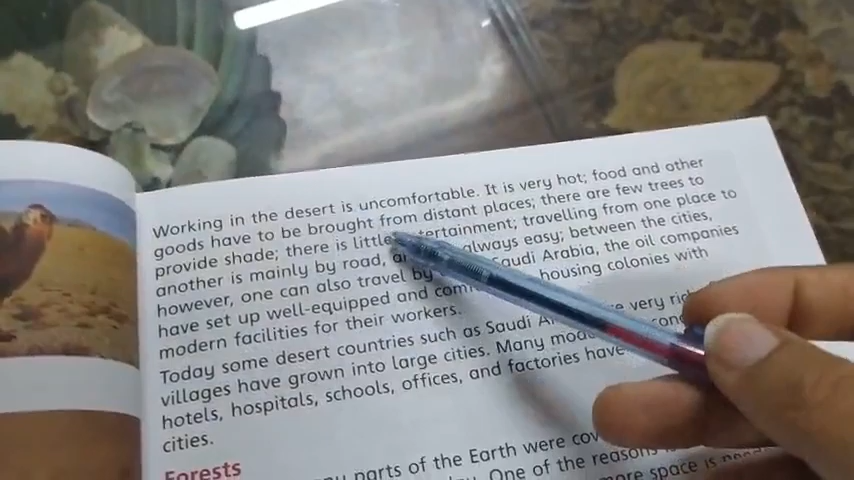 Working in the desert is uncomfortable. It is very hot; food and other
goods have to be brought from distant places; there are few trees to
provide shade; there is little entertainment; travelling from one place to
another is mainly by road, always easy; between the cities,
however, one can also travel by Saudi Arabia, the oil companies
have set up well-equipped and housing colonies with
modern facilities for their workers.
Today some desert countries such as Saudi are very
villages have grown into large cities. Many
hotels, hospitals, schools, offices, and factories have
cities.
Forests
parts of the Earth were
One of the reasons
more space is